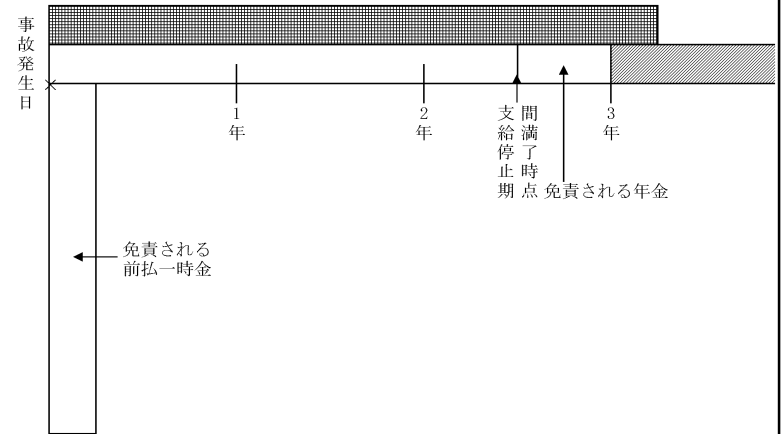 事故発生日
1年
2年
支給停止期
間満了時点
3年
免責される年金
免責される
前払一時金